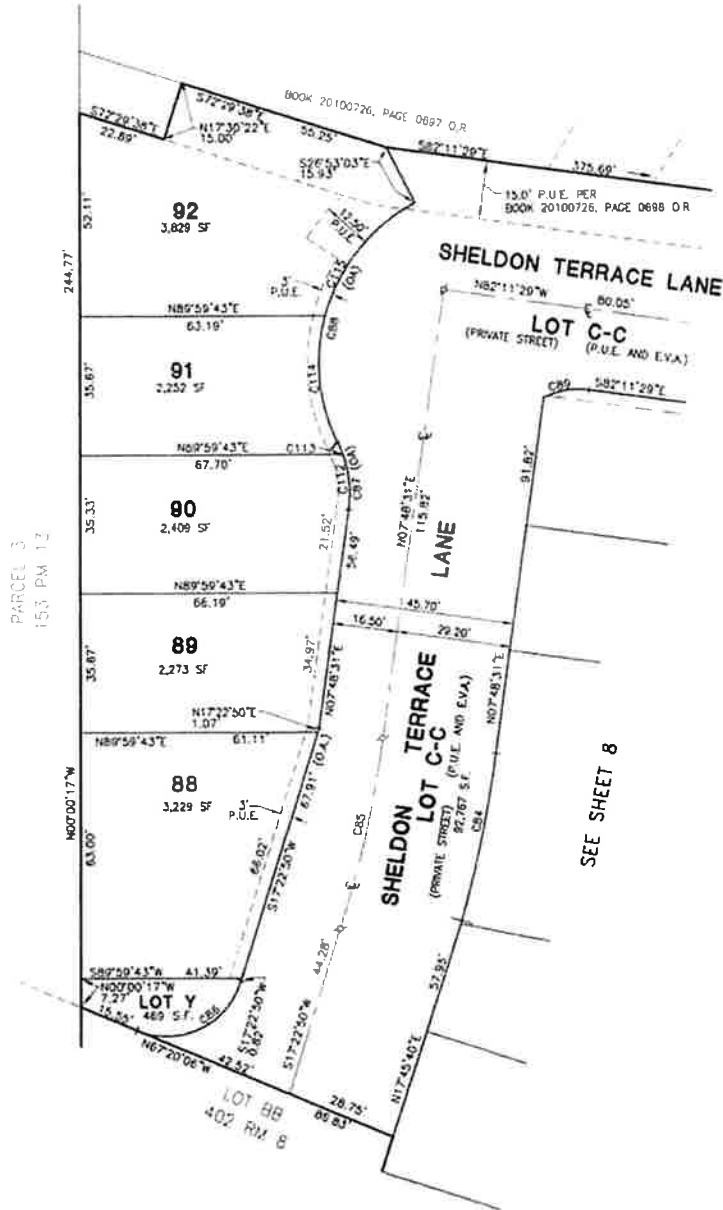 BOOK 20100726, PAGE 0697 O.R.
S72°29'38"E
55.25'
S72°29'38"E
22.89'
N17°30'22"E
15.00'
S26°53'03"E
15.93'
S82°11'29"E
375.69'
15.0' P.U.E. PER
BOOK 20100726, PAGE 0698 O.R.
52.11'
244.77'
92
3,829 SF
12.50'
P.U.E.
C115
(OA)
3'
P.U.E.
C88
SHELDON TERRACE LANE
N82°11'29"W
80.05'
LOT C-C
(PRIVATE STREET)
(P.U.E. AND E.V.A.)
N89°59'43"E
63.19'
91
2,252 SF
35.67'
C114
C89
S82°11'29"E
N89°59'43"E
67.70'
C113
C112
C87 (OA)
91.62'
N07°48'31"E
115.82'
LANE
35.33'
90
2,409 SF
21.52'
56.49'
N89°59'43"E
66.19'
45.70'
16.50'
29.20'
PARCEL 3
153 PM 13
35.87'
89
2,273 SF
34.97'
N07°48'31"E
N07°48'31"E
N17°22'50"E
1.07'
N89°59'43"E
61.11'
SHELDON TERRACE
LOT C-C
(PRIVATE STREET) (P.U.E. AND E.V.A.)
92,767 S.F.
C84
C85
SEE SHEET 8
N00°00'17"W
63.00'
88
3,229 SF
3'
P.U.E.
67.91' (O.A.)
S17°22'50"W
68.02'
44.28'
S17°22'50"W
57.95'
N17°45'40"E
S89°59'43"W
41.39'
N00°00'17"W
7.27'
LOT Y
469 S.F.
15.55'
C86
S17°22'50"W
0.82'
N67°20'06"W
42.52'
28.75'
89.83'
LOT BB
402 RM 8